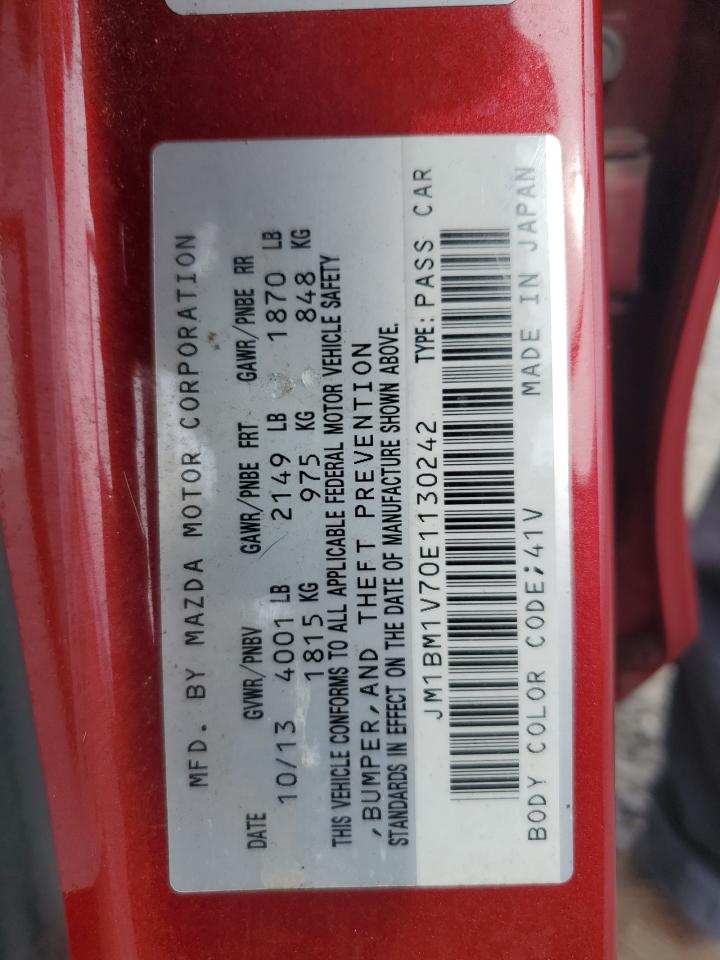 MFD. BY MAZDA MOTOR CORPORATION
DATE GVWR/PNBV GAWR/PNBE FRT GAWR/PNBE RR
10/13 4001 LB 2149 LB 1870 LB
1815 KG 975 KG 848 KG
THIS VEHICLE CONFORMS TO ALL APPLICABLE FEDERAL MOTOR VEHICLE SAFETY
,BUMPER,AND THEFT PREVENTION
STANDARDS IN EFFECT ON THE DATE OF MANUFACTURE SHOWN ABOVE.
JM1BM1V70E1130242 TYPE: PASS CAR
BODY COLOR CODE;41V MADE IN JAPAN